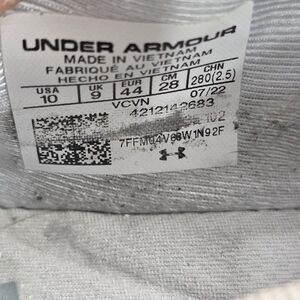 UNDER ARMOUR
MADE IN VIETNAM
FABRIQUÉ AU VIETNAM
HECHO EN VIETNAM
USA UK EUR CM CHN
10 9 44 28 280(2.5)
VCVN 07/22
4212142683
102